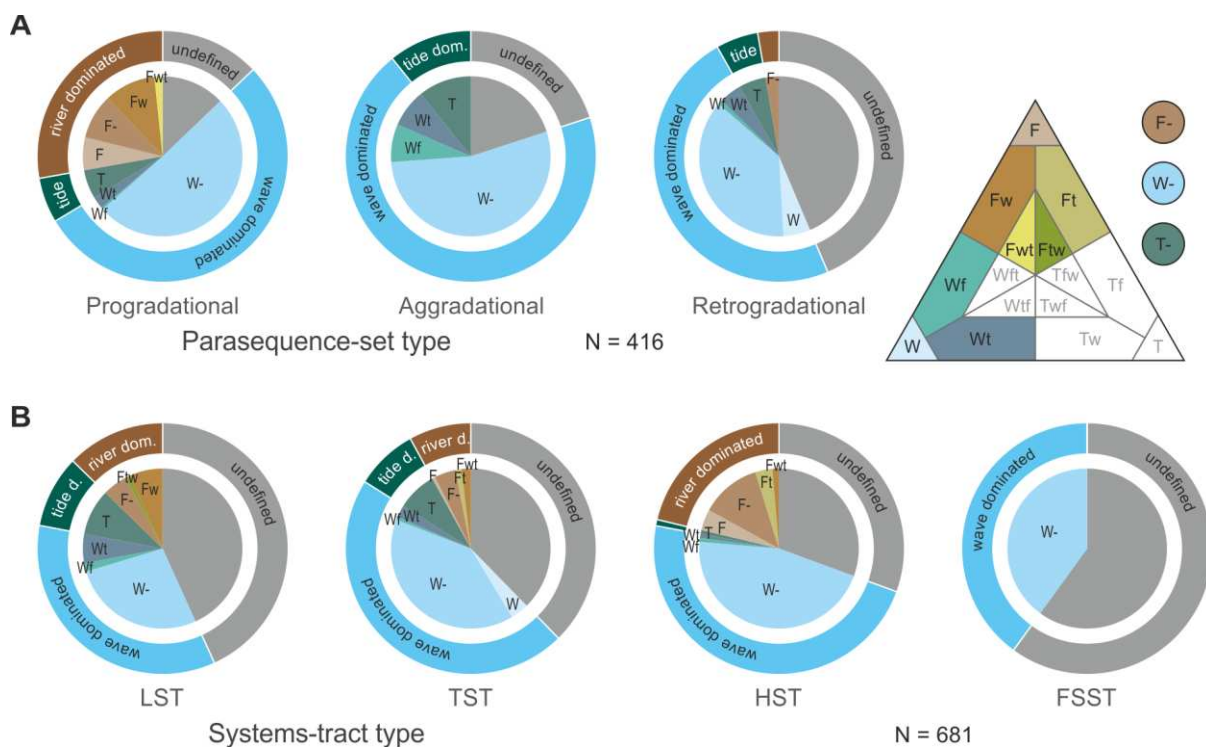 A
river dominated
undefined
tide
wave dominated
Fwt
Fw
F-
F
T
Wt
Wf
W-
Progradational
tide dom.
undefined
wave dominated
T
Wt
Wf
W-
Aggradational
tide
undefined
wave dominated
F-
T
Wt
Wf
W-
W
Retrogradational
Parasequence-set type
N = 416
F
Fw
Ft
Fwt
Ftw
Wf
Wft
Tfw
Tf
Wtf
Twf
W
Wt
Tw
T
F-
W-
T-
B
river dom.
undefined
tide d.
wave dominated
Ftw
Fw
F-
T
Wt
Wf
W-
LST
river d.
tide d.
undefined
wave dominated
F
Fwt
Ft
F-
T
Wt
Wf
W-
W
TST
river dominated
undefined
wave dominated
Fwt
Ft
F-
F
T
Wt
Wf
W-
HST
wave dominated
undefined
W-
FSST
Systems-tract type
N = 681